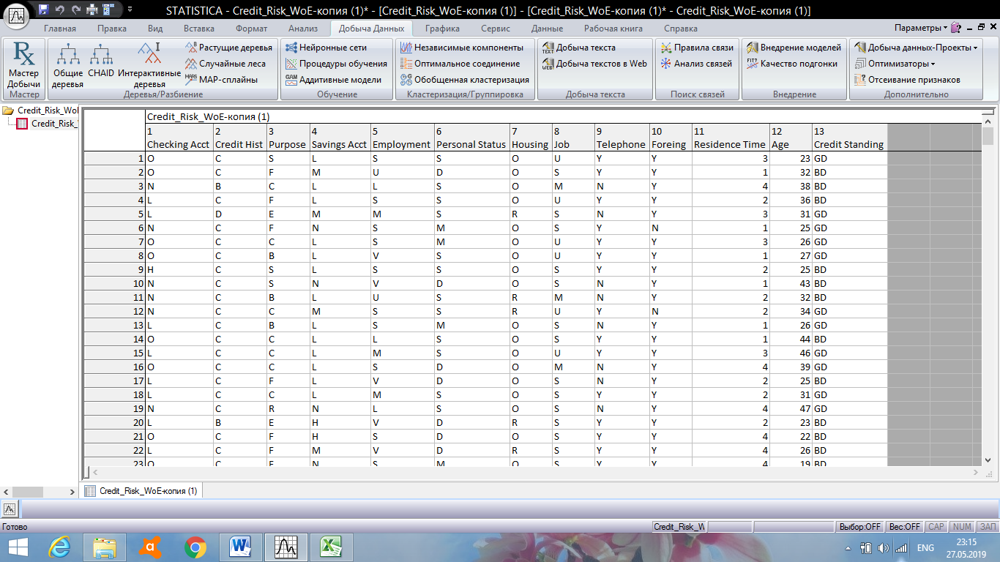 STATISTICA - Credit_Risk_WoE-копия (1)* - [Credit_Risk_WoE-копия (1)] - [Credit_Risk_WoE-копия (1)* - Credit_Risk_WoE-копия (1)]
Главная Правка Вид Вставка Формат Анализ Добыча Данных Графика Сервис Данные Рабочая книга Справка Параметры
Rx Мастер Добычи
Мастер
Общие деревья CHAID Интерактивные деревья
Растущие деревья
Случайные леса
МАР-сплайны
Деревья/Разбиение
Нейронные сети
Процедуры обучения
Аддитивные модели
Обучение
Независимые компоненты
Оптимальное соединение
Обобщенная кластеризация
Кластеризация/Группировка
Добыча текста
Добыча текстов в Web
Добыча текста
Правила связи
Анализ связей
Поиск связей
Внедрение моделей
Качество подгонки
Внедрение
Добыча данных-Проекты
Оптимизаторы
Отсеивание признаков
Дополнительно
Credit_Risk_Wo
Credit_Risk_
Credit_Risk_WoE-копия (1)
1 2 3 4 5 6 7 8 9 10 11 12 13
Checking Acct Credit Hist Purpose Savings Acct Employment Personal Status Housing Job Telephone Foreing Residence Time Age Credit Standing
1 O C S L S S O U Y Y 3 23 GD
2 O C F M U D O S Y Y 1 32 BD
3 N B C L L S O M N Y 4 38 BD
4 L C F L S S O U Y Y 2 36 BD
5 L D E M M S R S N Y 3 31 GD
6 N C F N S M O S Y N 1 25 GD
7 O C C L S M O U Y Y 3 26 GD
8 O C B L V S O U Y Y 1 27 GD
9 H C S L S S O S Y Y 2 25 BD
10 N C S N V D O S N Y 1 43 BD
11 N C B L U S R M N Y 2 32 BD
12 N C C M S S R U Y N 2 34 GD
13 L C B L S M O S N Y 1 26 GD
14 O C C L L S O S Y Y 1 44 BD
15 L C C L M S O U Y Y 3 46 GD
16 O C C L S D O M N Y 4 39 GD
17 L C F L V D O S N Y 2 25 BD
18 L C C L M S O S Y Y 2 31 GD
19 N C R N L S O S N Y 4 47 GD
20 L B E H V D R S Y Y 2 23 BD
21 O C F H S D O S Y Y 4 22 BD
22 L C F M V D R S Y Y 4 26 BD
23 O C F N S M O S Y Y 4 19 BD
Credit_Risk_WoE-копия (1)
Готово Credit_Risk_W Выбор:OFF Вес:OFF CAP NUM ЗАП
ENG 23:15
27.05.2019